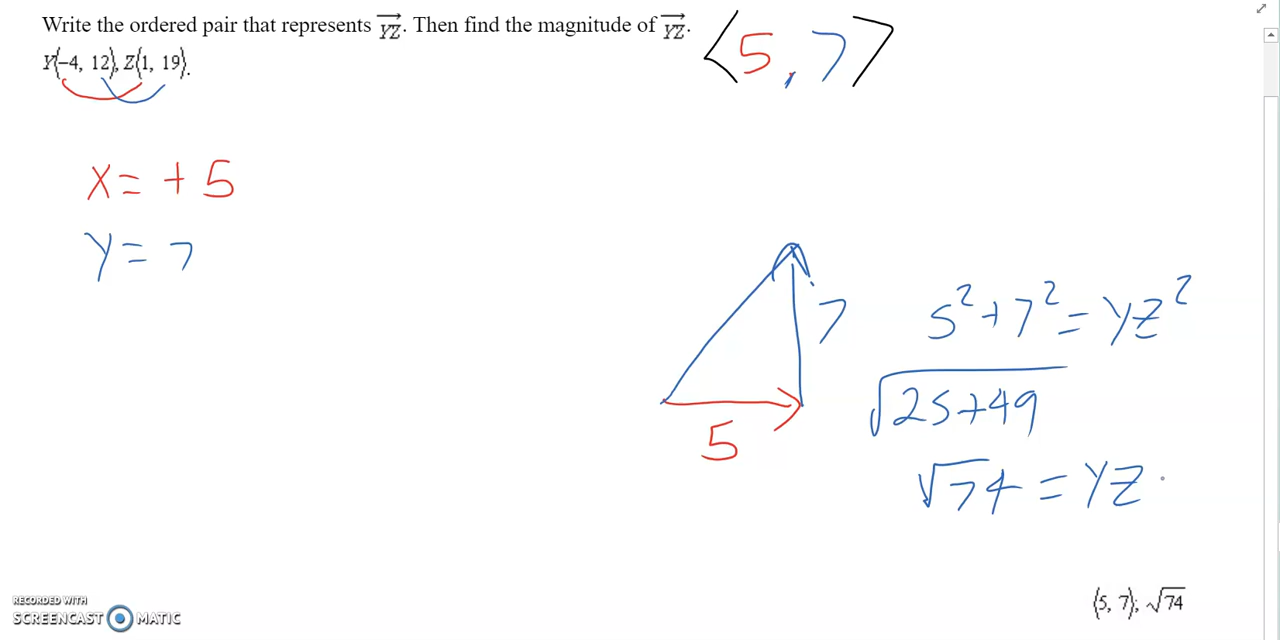 Write the ordered pair that represents YZ. Then find the magnitude of YZ.
Y(-4, 12), Z(1, 19).
⟨5, 7⟩
x = + 5
y = 7
7
5
5² + 7² = YZ²
√25+49
√74 = YZ
⟨5, 7⟩; √74
RECORDED WITH
SCREENCAST MATIC